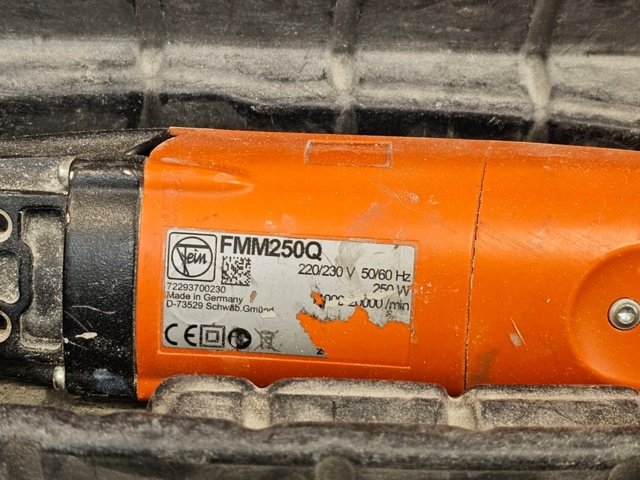 Fein
FMM250Q
220/230 V 50/60 Hz
72293700230
250 W
Made in Germany
20000 /min
D-73529 Schwäb.Gmünd
CE